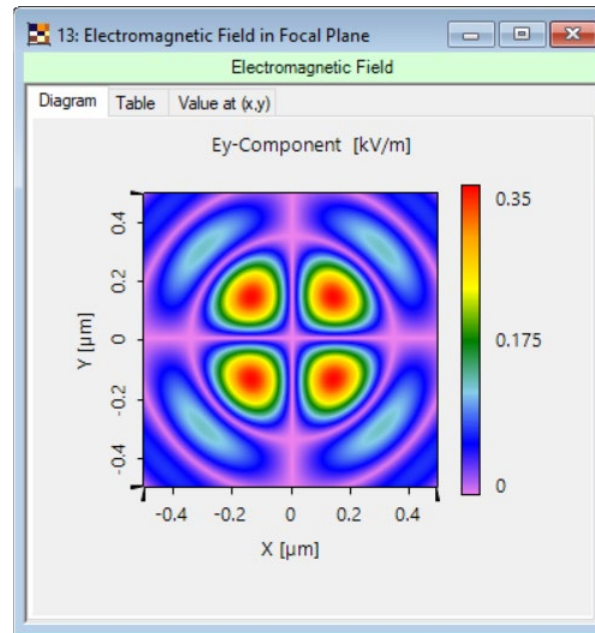 13: Electromagnetic Field in Focal Plane
Electromagnetic Field
Diagram Table Value at (x,y)
Ey-Component [kV/m]
0.4
0.2
0
-0.2
-0.4
Y [µm]
-0.4 -0.2 0 0.2 0.4
X [µm]
0.35
0.175
0